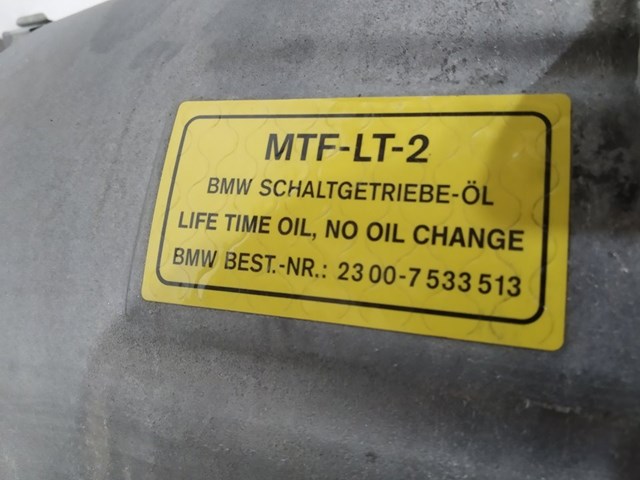 MTF-LT-2
BMW SCHALTGETRIEBE-ÖL
LIFE TIME OIL, NO OIL CHANGE
BMW BEST.-NR.: 23 00-7 533 513